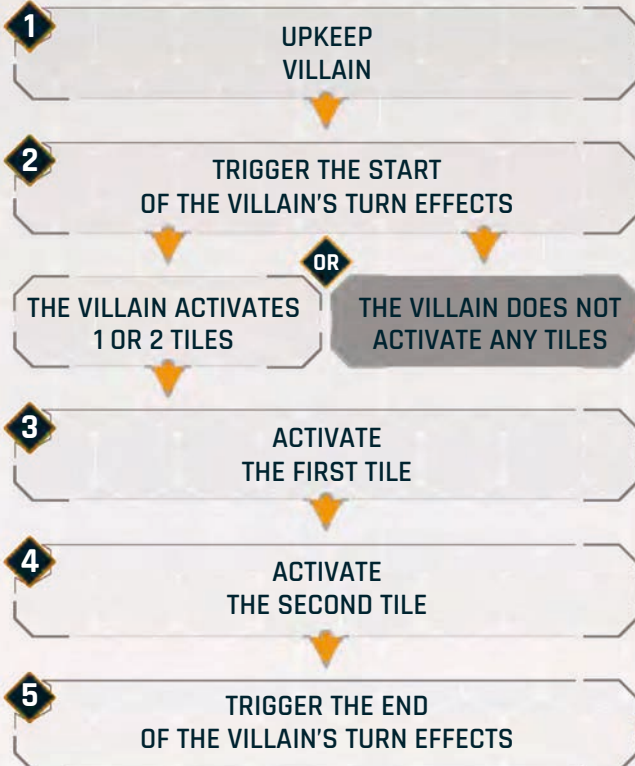 1
UPKEEP
VILLAIN
2
TRIGGER THE START
OF THE VILLAIN'S TURN EFFECTS
OR
THE VILLAIN ACTIVATES
1 OR 2 TILES
THE VILLAIN DOES NOT
ACTIVATE ANY TILES
3
ACTIVATE
THE FIRST TILE
4
ACTIVATE
THE SECOND TILE
5
TRIGGER THE END
OF THE VILLAIN'S TURN EFFECTS